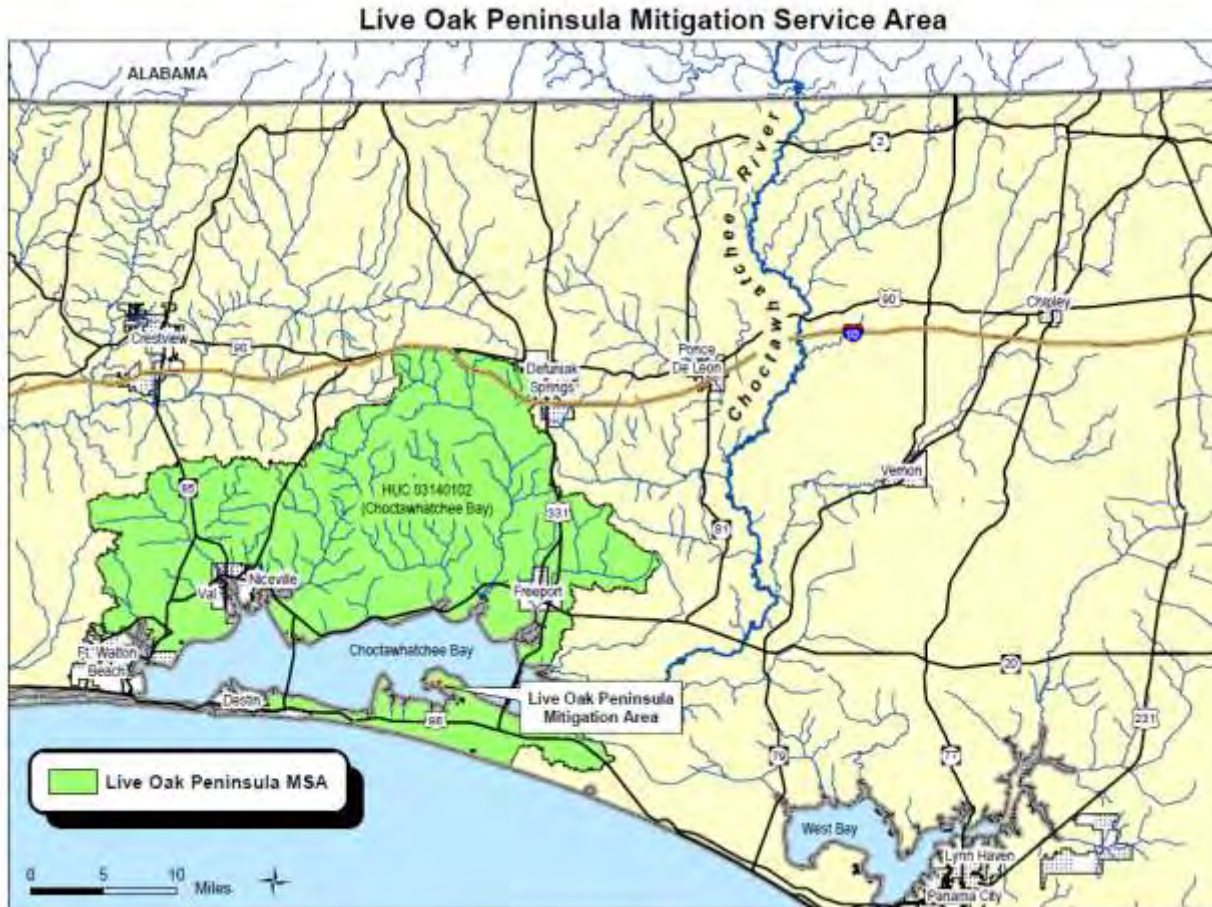 Live Oak Peninsula Mitigation Service Area
ALABAMA
2
Choctawhatchee River
90
Chipley
Crestview
90
10
Ponce
De Leon
Defuniak
Springs
Vernon
85
HUC 03140102
(Choctawhatchee Bay)
331
81
Niceville
Val
Freeport
Ft. Walton
Beach
Choctawhatchee Bay
20
Live Oak Peninsula
Mitigation Area
Destin
98
231
79
77
Live Oak Peninsula MSA
West Bay
Lynn Haven
Panama City
0 5 10
Miles